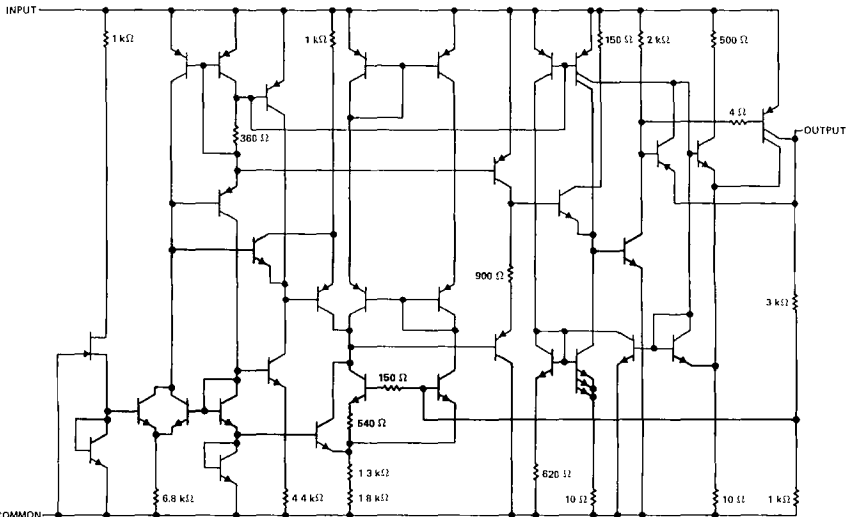 INPUT
1 kΩ
1 kΩ
150 Ω
2 kΩ
500 Ω
4 Ω
OUTPUT
360 Ω
900 Ω
3 kΩ
150 Ω
640 Ω
1 3 kΩ
6.8 kΩ
4 4 kΩ
1 8 kΩ
620 Ω
10 Ω
10 Ω
1 kΩ
COMMON